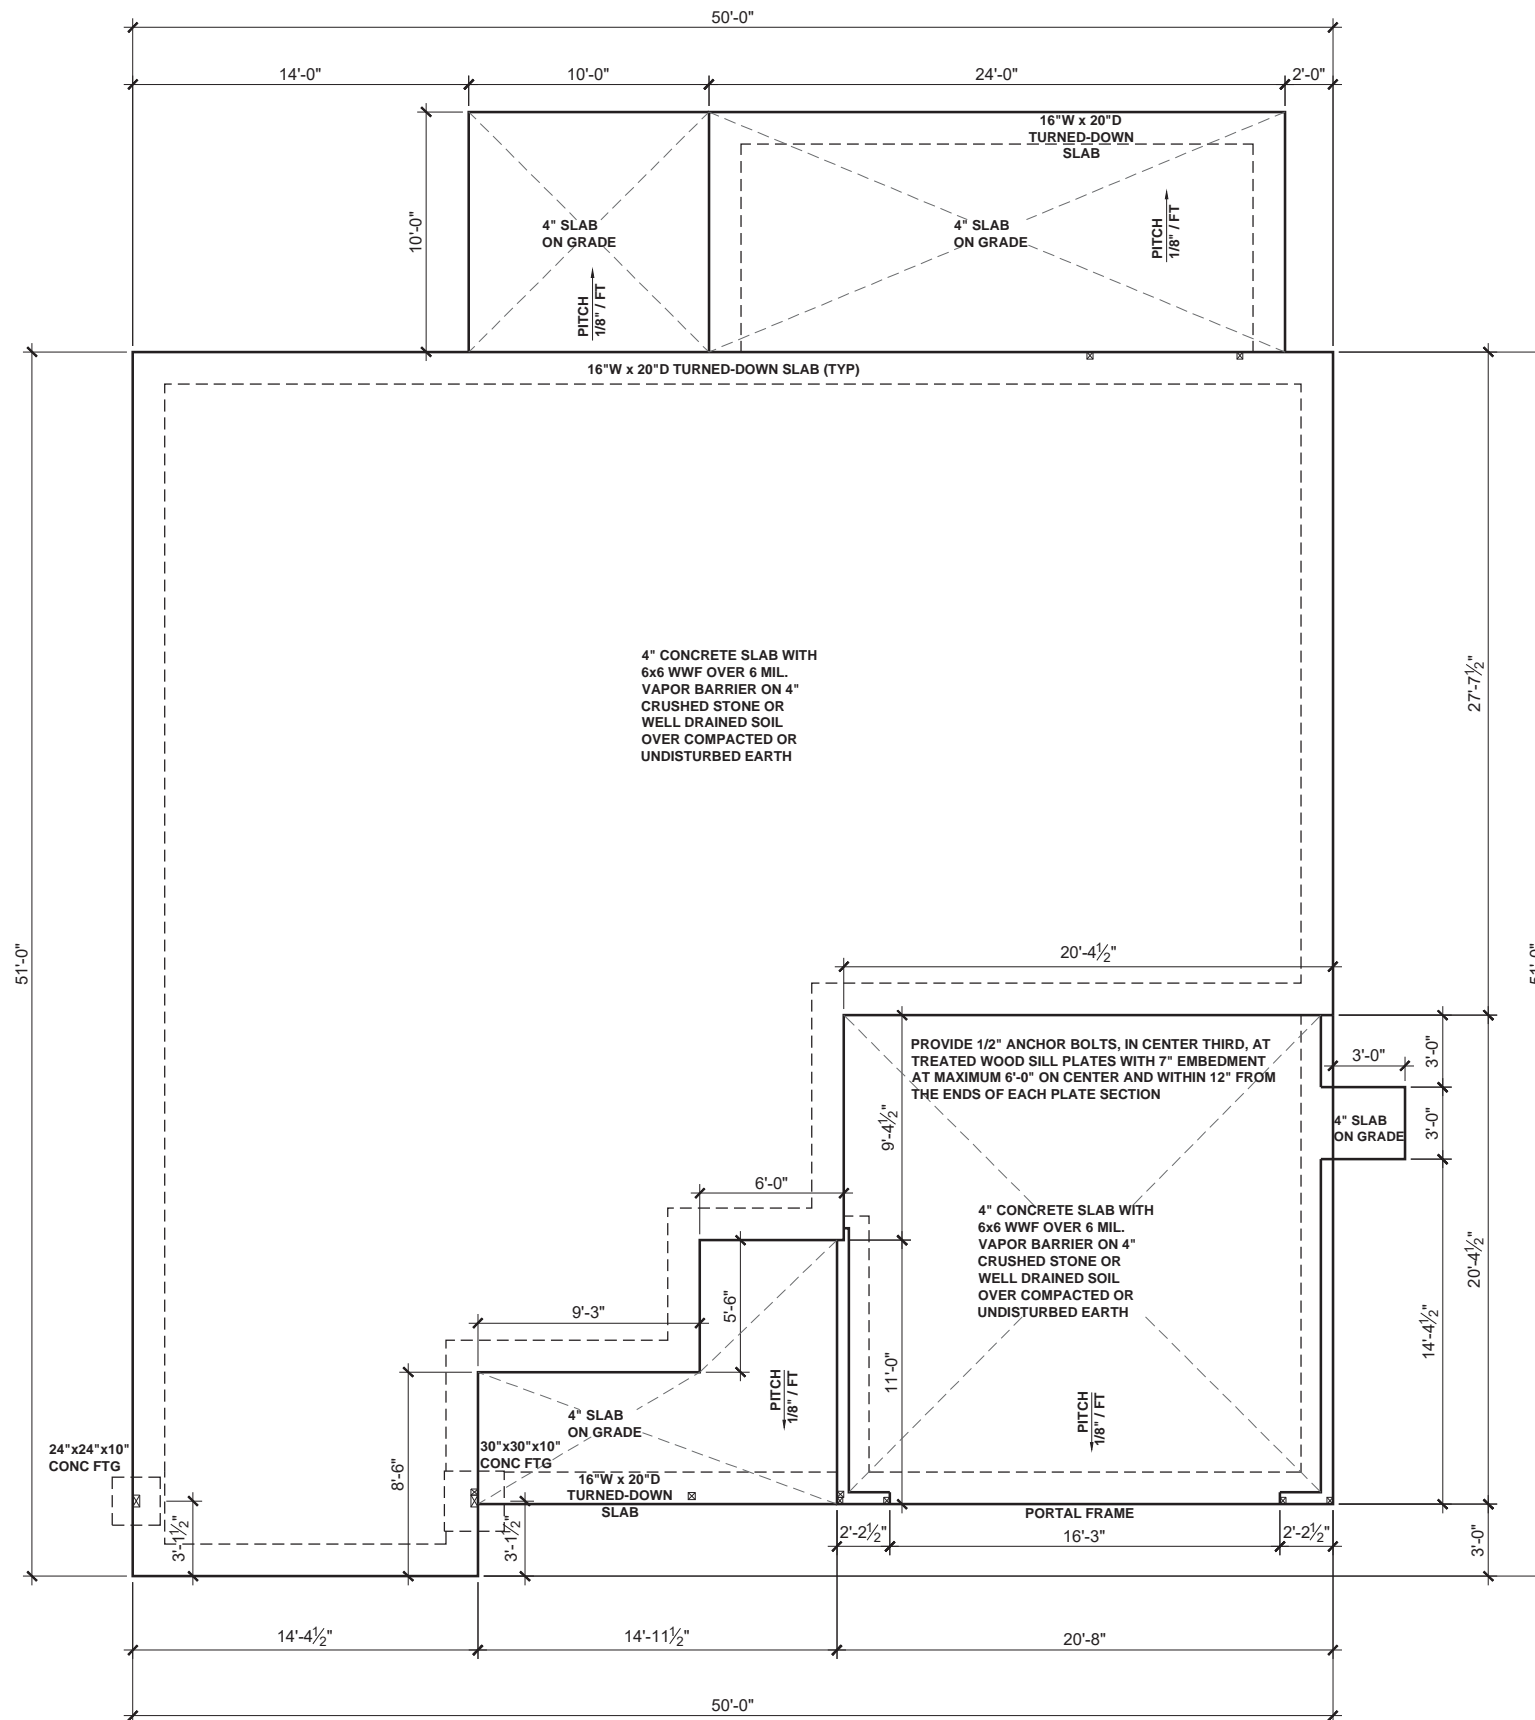 50'-0"
14'-0"
10'-0"
24'-0"
2'-0"
16"W x 20"D
TURNED-DOWN
SLAB
10'-0"
4" SLAB
ON GRADE
PITCH
1/8" / FT
4" SLAB
ON GRADE
PITCH
1/8" / FT
16"W x 20"D TURNED-DOWN SLAB (TYP)
4" CONCRETE SLAB WITH
6x6 WWF OVER 6 MIL.
VAPOR BARRIER ON 4"
CRUSHED STONE OR
WELL DRAINED SOIL
OVER COMPACTED OR
UNDISTURBED EARTH
27'-7½"
51'-0"
51'-0"
20'-4½"
PROVIDE 1/2" ANCHOR BOLTS, IN CENTER THIRD, AT
TREATED WOOD SILL PLATES WITH 7" EMBEDMENT
AT MAXIMUM 6'-0" ON CENTER AND WITHIN 12" FROM
THE ENDS OF EACH PLATE SECTION
3'-0"
3'-0"
9'-4½"
4" SLAB
ON GRADE
3'-0"
6'-0"
4" CONCRETE SLAB WITH
6x6 WWF OVER 6 MIL.
VAPOR BARRIER ON 4"
CRUSHED STONE OR
WELL DRAINED SOIL
OVER COMPACTED OR
UNDISTURBED EARTH
20'-4½"
9'-3"
5'-6"
14'-4½"
11'-0"
PITCH
1/8" / FT
PITCH
1/8" / FT
4" SLAB
ON GRADE
24"x24"x10"
CONC FTG
30"x30"x10"
CONC FTG
8'-6"
16"W x 20"D
TURNED-DOWN
SLAB
PORTAL FRAME
3'-1½"
3'-1½"
2'-2½"
16'-3"
2'-2½"
3'-0"
14'-4½"
14'-11½"
20'-8"
50'-0"